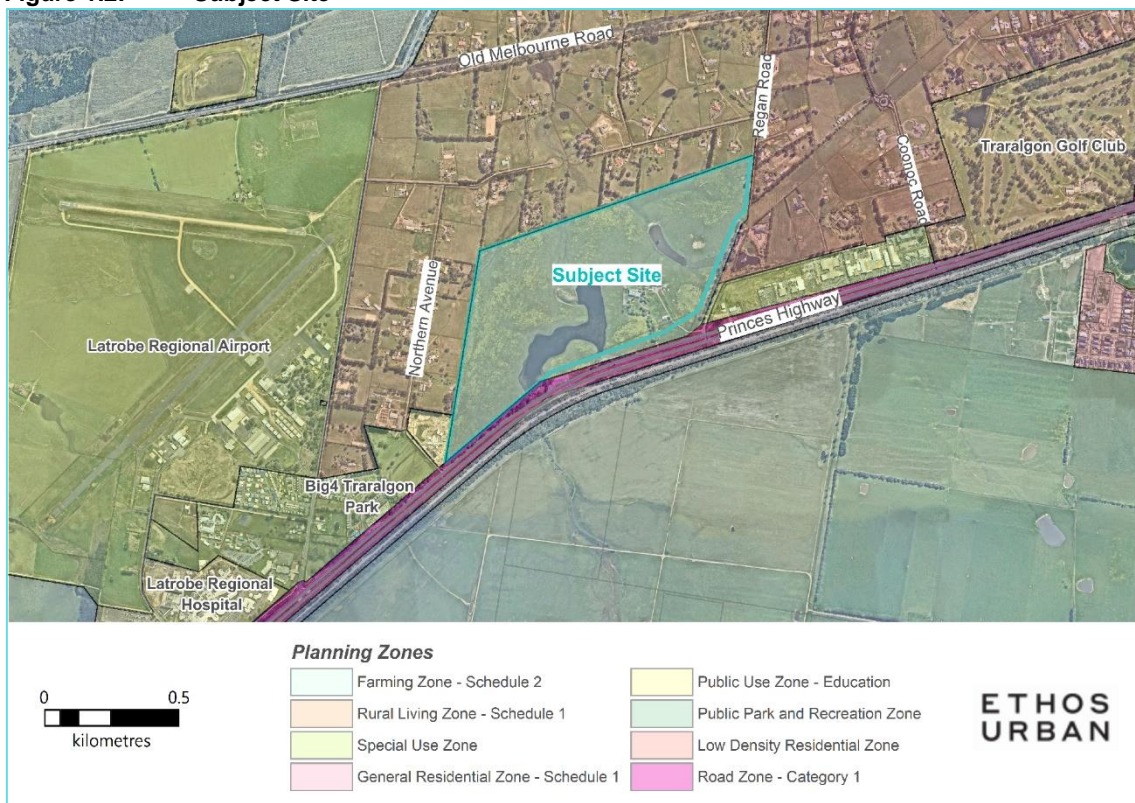 Figure 1.2. Subject Site
Old Melbourne Road
Regan Road
Coonoc Road
Traralgon Golf Club
Subject Site
Princes Highway
Northern Avenue
Latrobe Regional Airport
Big4 Traralgon
Park
Latrobe Regional
Hospital
Planning Zones
Farming Zone - Schedule 2
Rural Living Zone - Schedule 1
Special Use Zone
General Residential Zone - Schedule 1
Public Use Zone - Education
Public Park and Recreation Zone
Low Density Residential Zone
Road Zone - Category 1
0 0.5
kilometres
ETHOS
URBAN